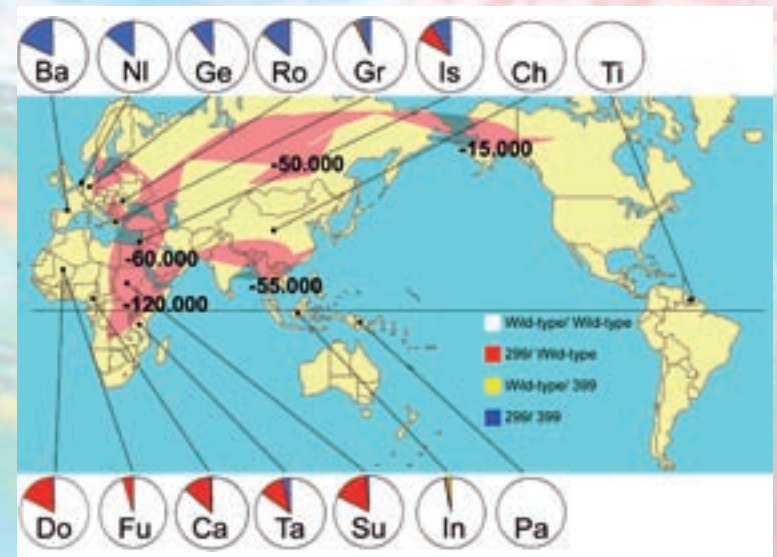 Ba NI Ge Ro Gr Is Ch Ti
-50.000
-15.000
-60.000
-55.000
-120.000
Wild-type/ Wild-type
299/ Wild-type
Wild-type/ 399
299/ 399
Do Fu Ca Ta Su In Pa